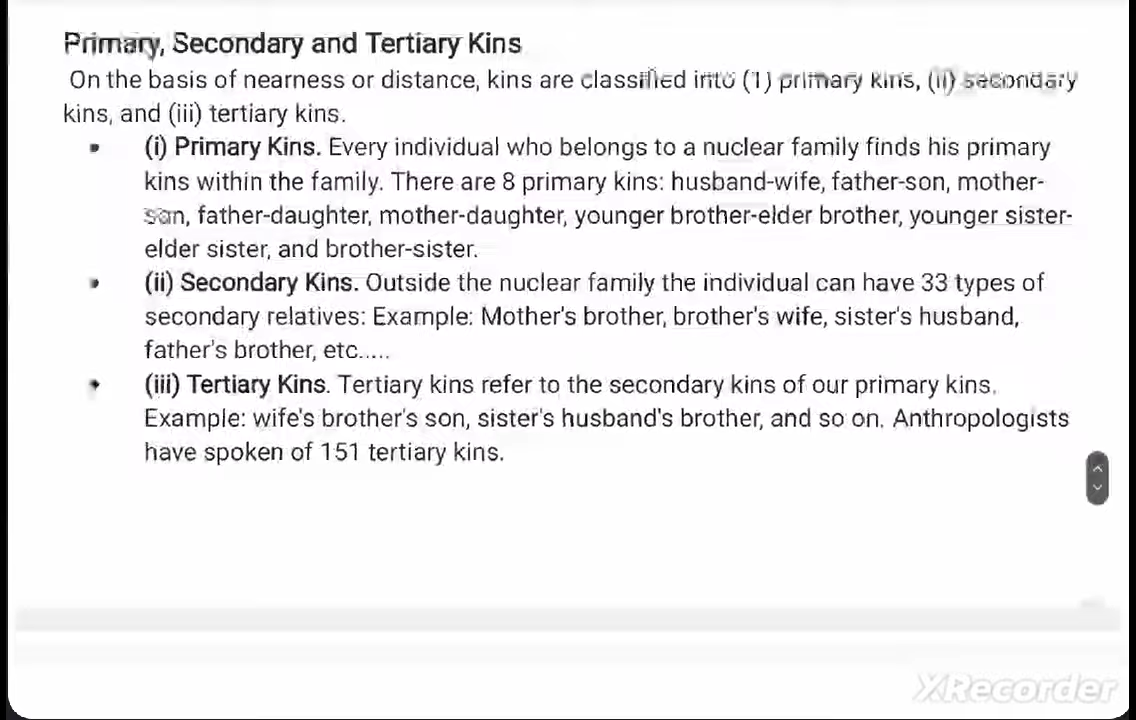 Primary, Secondary and Tertiary Kins
On the basis of nearness or distance, kins are classified into (1) primary kins, (ii) secondary
kins, and (iii) tertiary kins.
• (i) Primary Kins. Every individual who belongs to a nuclear family finds his primary
kins within the family. There are 8 primary kins: husband-wife, father-son, mother-
son, father-daughter, mother-daughter, younger brother-elder brother, younger sister-
elder sister, and brother-sister.
• (ii) Secondary Kins. Outside the nuclear family the individual can have 33 types of
secondary relatives: Example: Mother's brother, brother's wife, sister's husband,
father's brother, etc.....
• (iii) Tertiary Kins. Tertiary kins refer to the secondary kins of our primary kins.
Example: wife's brother's son, sister's husband's brother, and so on. Anthropologists
have spoken of 151 tertiary kins.
XRecorder